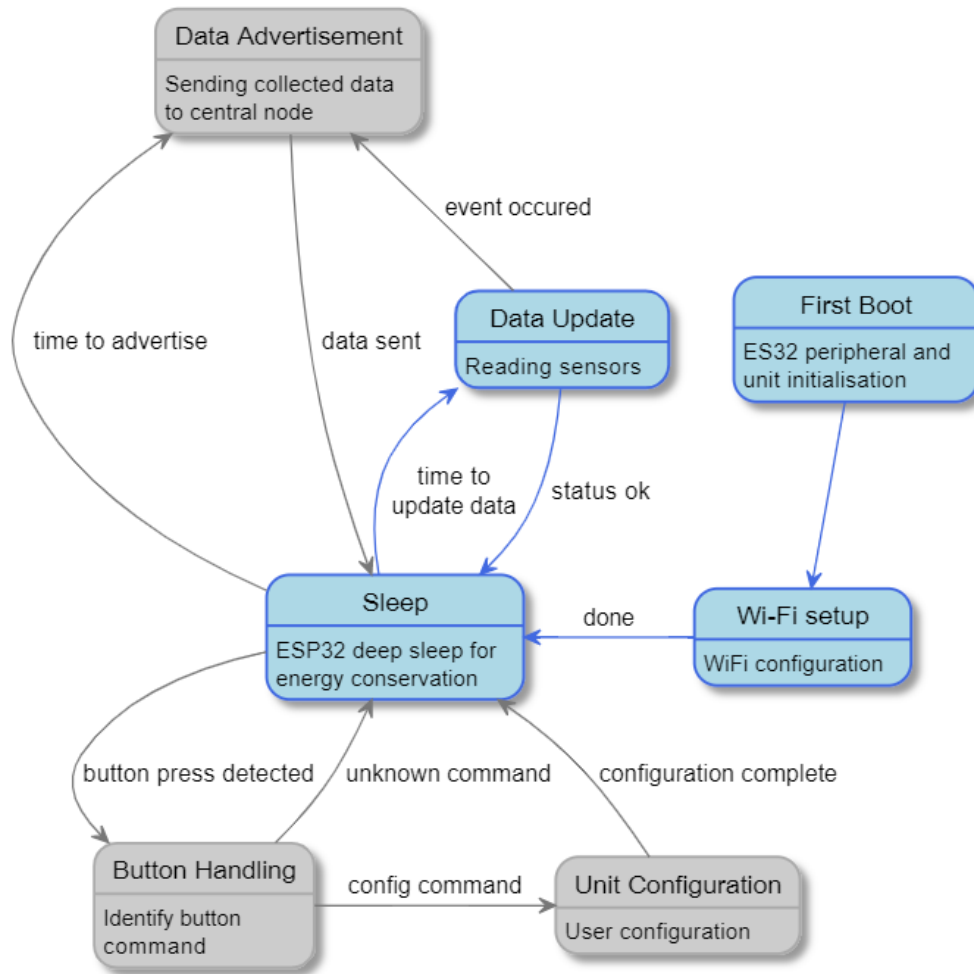 Data Advertisement
Sending collected data
to central node
event occured
time to advertise
data sent
Data Update
Reading sensors
First Boot
ES32 peripheral and
unit initialisation
time to
update data
status ok
Sleep
ESP32 deep sleep for
energy conservation
done
Wi-Fi setup
WiFi configuration
button press detected
unknown command
configuration complete
Button Handling
Identify button
command
config command
Unit Configuration
User configuration